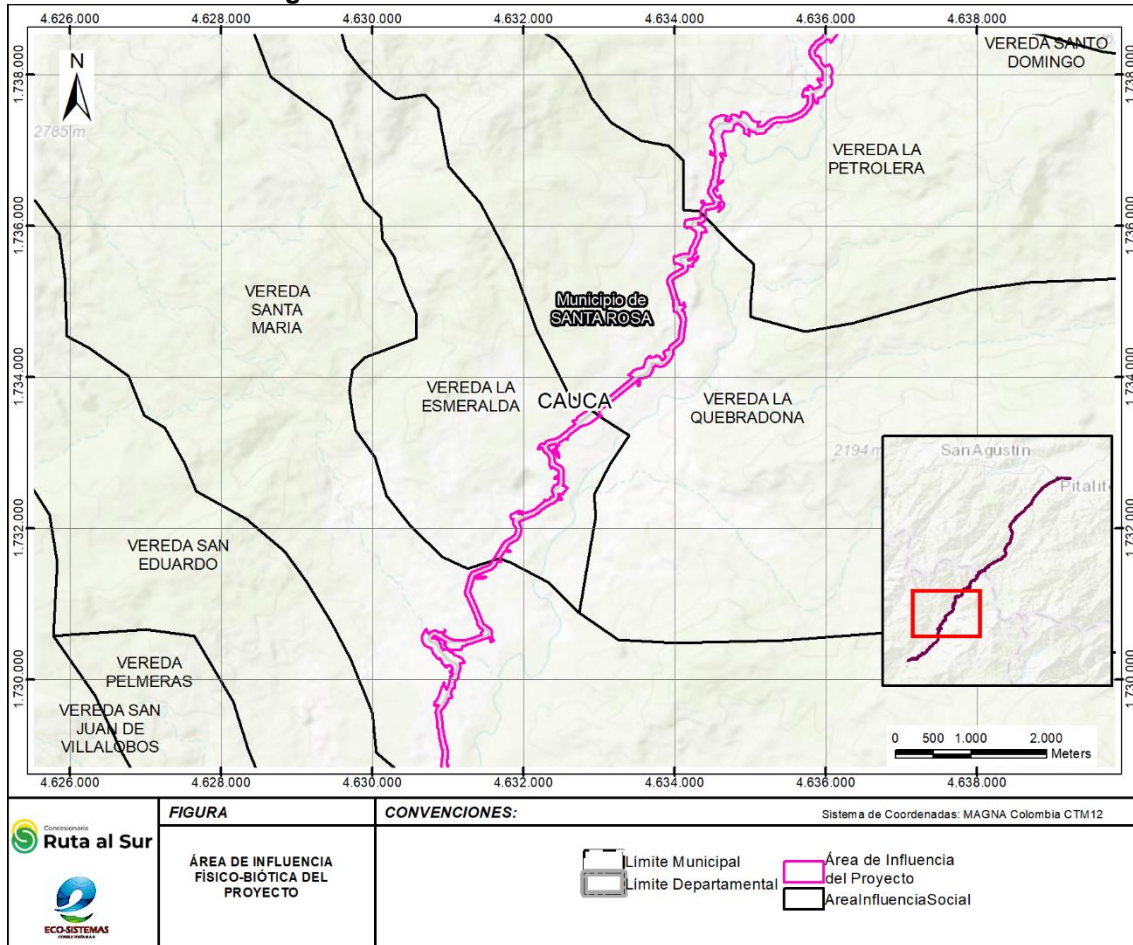 4.626.000 4.628.000 4.630.000 4.632.000 4.634.000 4.636.000 4.638.000
1.738.000
1.736.000
1.734.000
1.732.000
1.730.000
N
2785 m
VEREDA SANTO
DOMINGO
VEREDA LA
PETROLERA
VEREDA
SANTA
MARIA
Municipio de
SANTA ROSA
VEREDA LA
ESMERALDA
CAUCA
VEREDA LA
QUEBRADONA
2194 m
San Agustín
Pitalito
VEREDA SAN
EDUARDO
VEREDA
PELMERAS
VEREDA SAN
JUAN DE
VILLALOBOS
0 500 1.000 2.000
Meters
1.738.000
1.736.000
1.734.000
1.732.000
1.730.000
4.626.000 4.628.000 4.630.000 4.632.000 4.634.000 4.636.000 4.638.000
Concesionaria
Ruta al Sur
ECO-SISTEMAS
FIGURA
ÁREA DE INFLUENCIA
FÍSICO-BIÓTICA DEL
PROYECTO
CONVENCIONES:
Sistema de Coordenadas: MAGNA Colombia CTM12
Límite Municipal
Límite Departamental
Área de Influencia
del Proyecto
AreaInfluenciaSocial